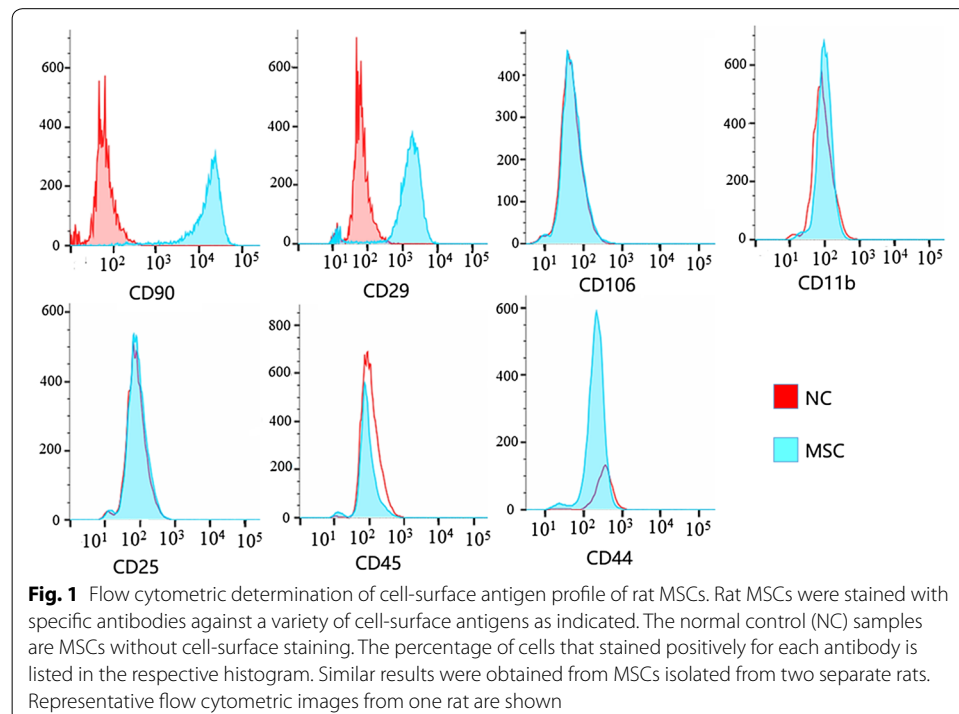 600
400
200
0
10² 10³ 10⁴ 10⁵
CD90
600
400
200
0
10¹ 10² 10³ 10⁴ 10⁵
CD29
400
300
200
100
0
10¹ 10² 10³ 10⁴ 10⁵
CD106
600
400
200
0
10¹ 10² 10³ 10⁴ 10⁵
CD11b
600
400
200
0
10¹ 10² 10³ 10⁴ 10⁵
CD25
800
600
400
200
0
10¹ 10² 10³ 10⁴ 10⁵
CD45
600
400
200
0
10¹ 10² 10³ 10⁴ 10⁵
CD44
NC
MSC
Fig. 1 Flow cytometric determination of cell-surface antigen profile of rat MSCs. Rat MSCs were stained with
specific antibodies against a variety of cell-surface antigens as indicated. The normal control (NC) samples
are MSCs without cell-surface staining. The percentage of cells that stained positively for each antibody is
listed in the respective histogram. Similar results were obtained from MSCs isolated from two separate rats.
Representative flow cytometric images from one rat are shown